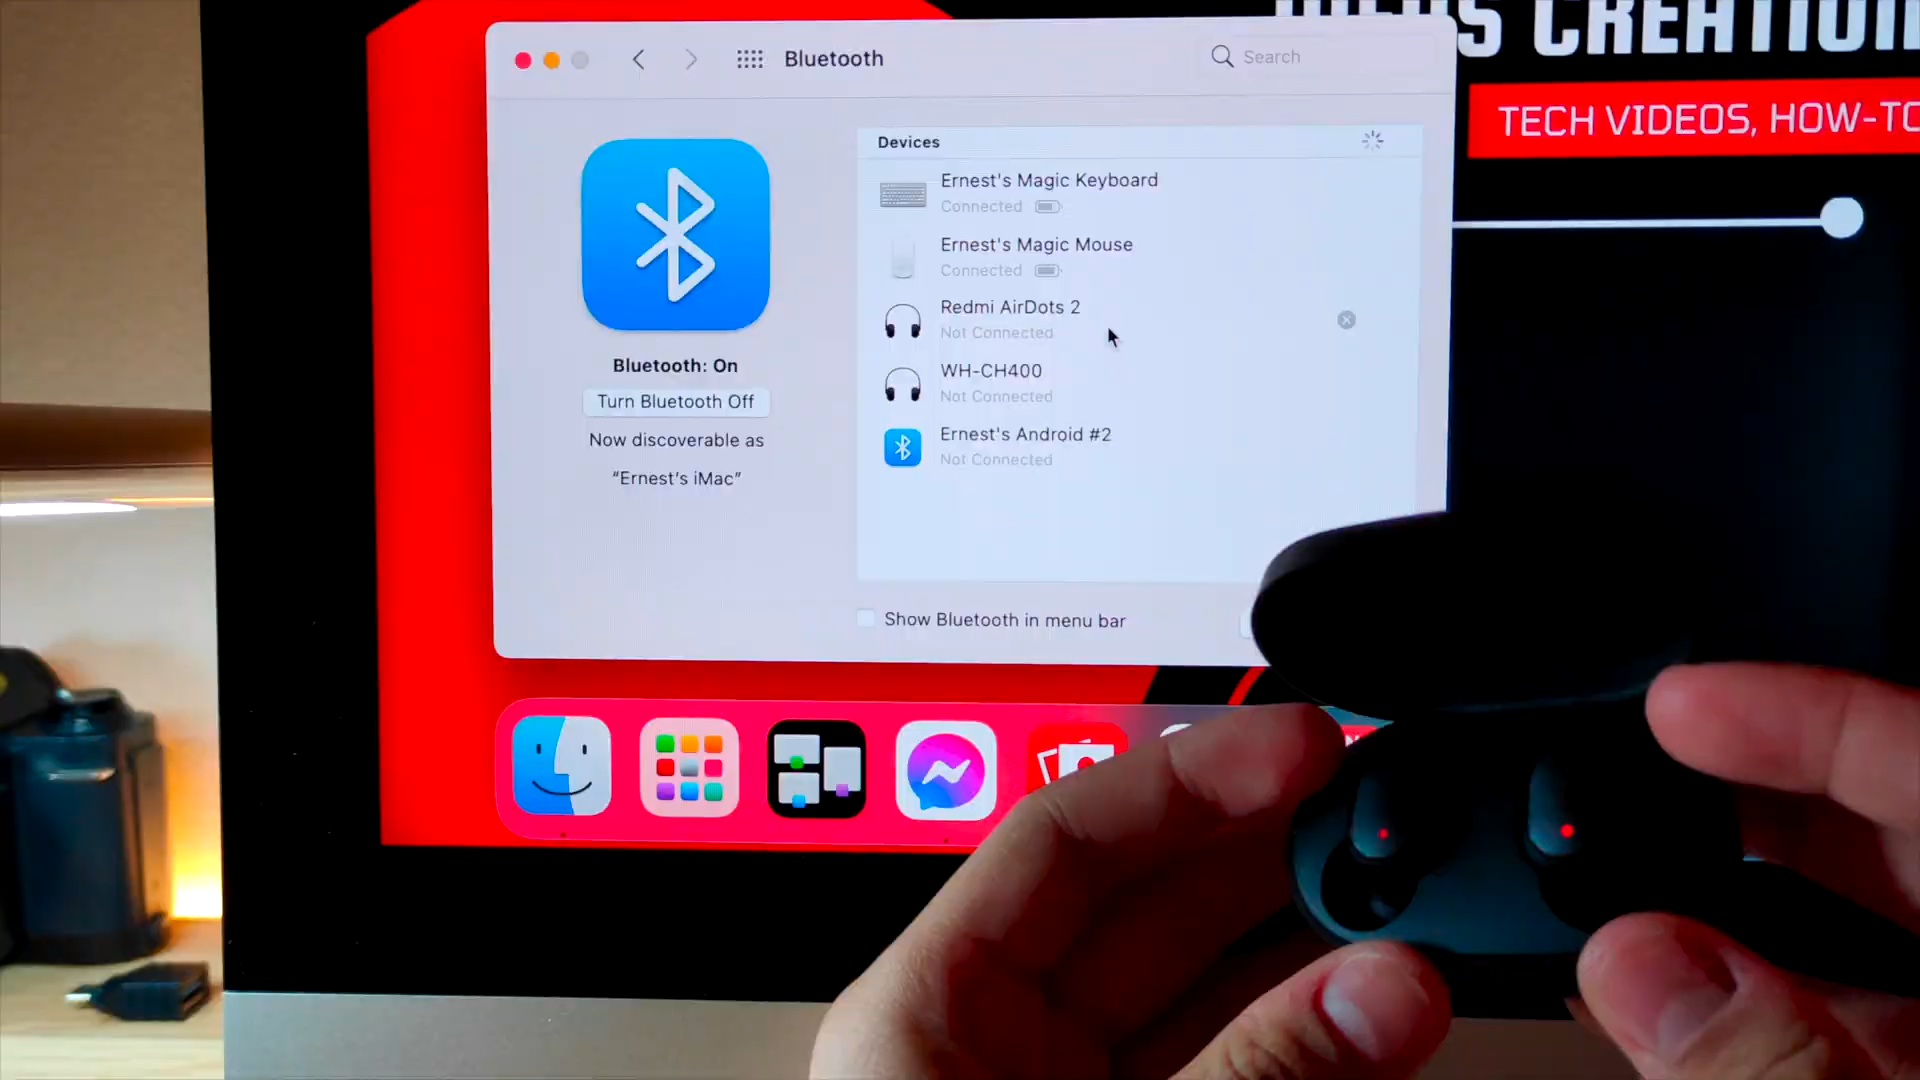 Bluetooth
Search
S CREATION
TECH VIDEOS, HOW-TO
Devices
Ernest's Magic Keyboard
Connected
Ernest's Magic Mouse
Connected
Redmi AirDots 2
Not Connected
WH-CH400
Not Connected
Ernest's Android #2
Not Connected
Bluetooth: On
Turn Bluetooth Off
Now discoverable as
“Ernest's iMac”
Show Bluetooth in menu bar